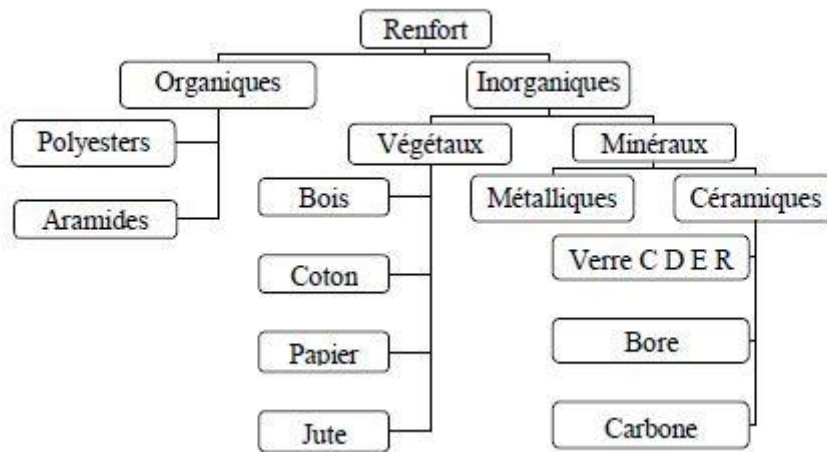 Renfort
Organiques
Inorganiques
Polyesters
Aramides
Végétaux
Minéraux
Bois
Coton
Papier
Jute
Métalliques
Céramiques
Verre C D E R
Bore
Carbone